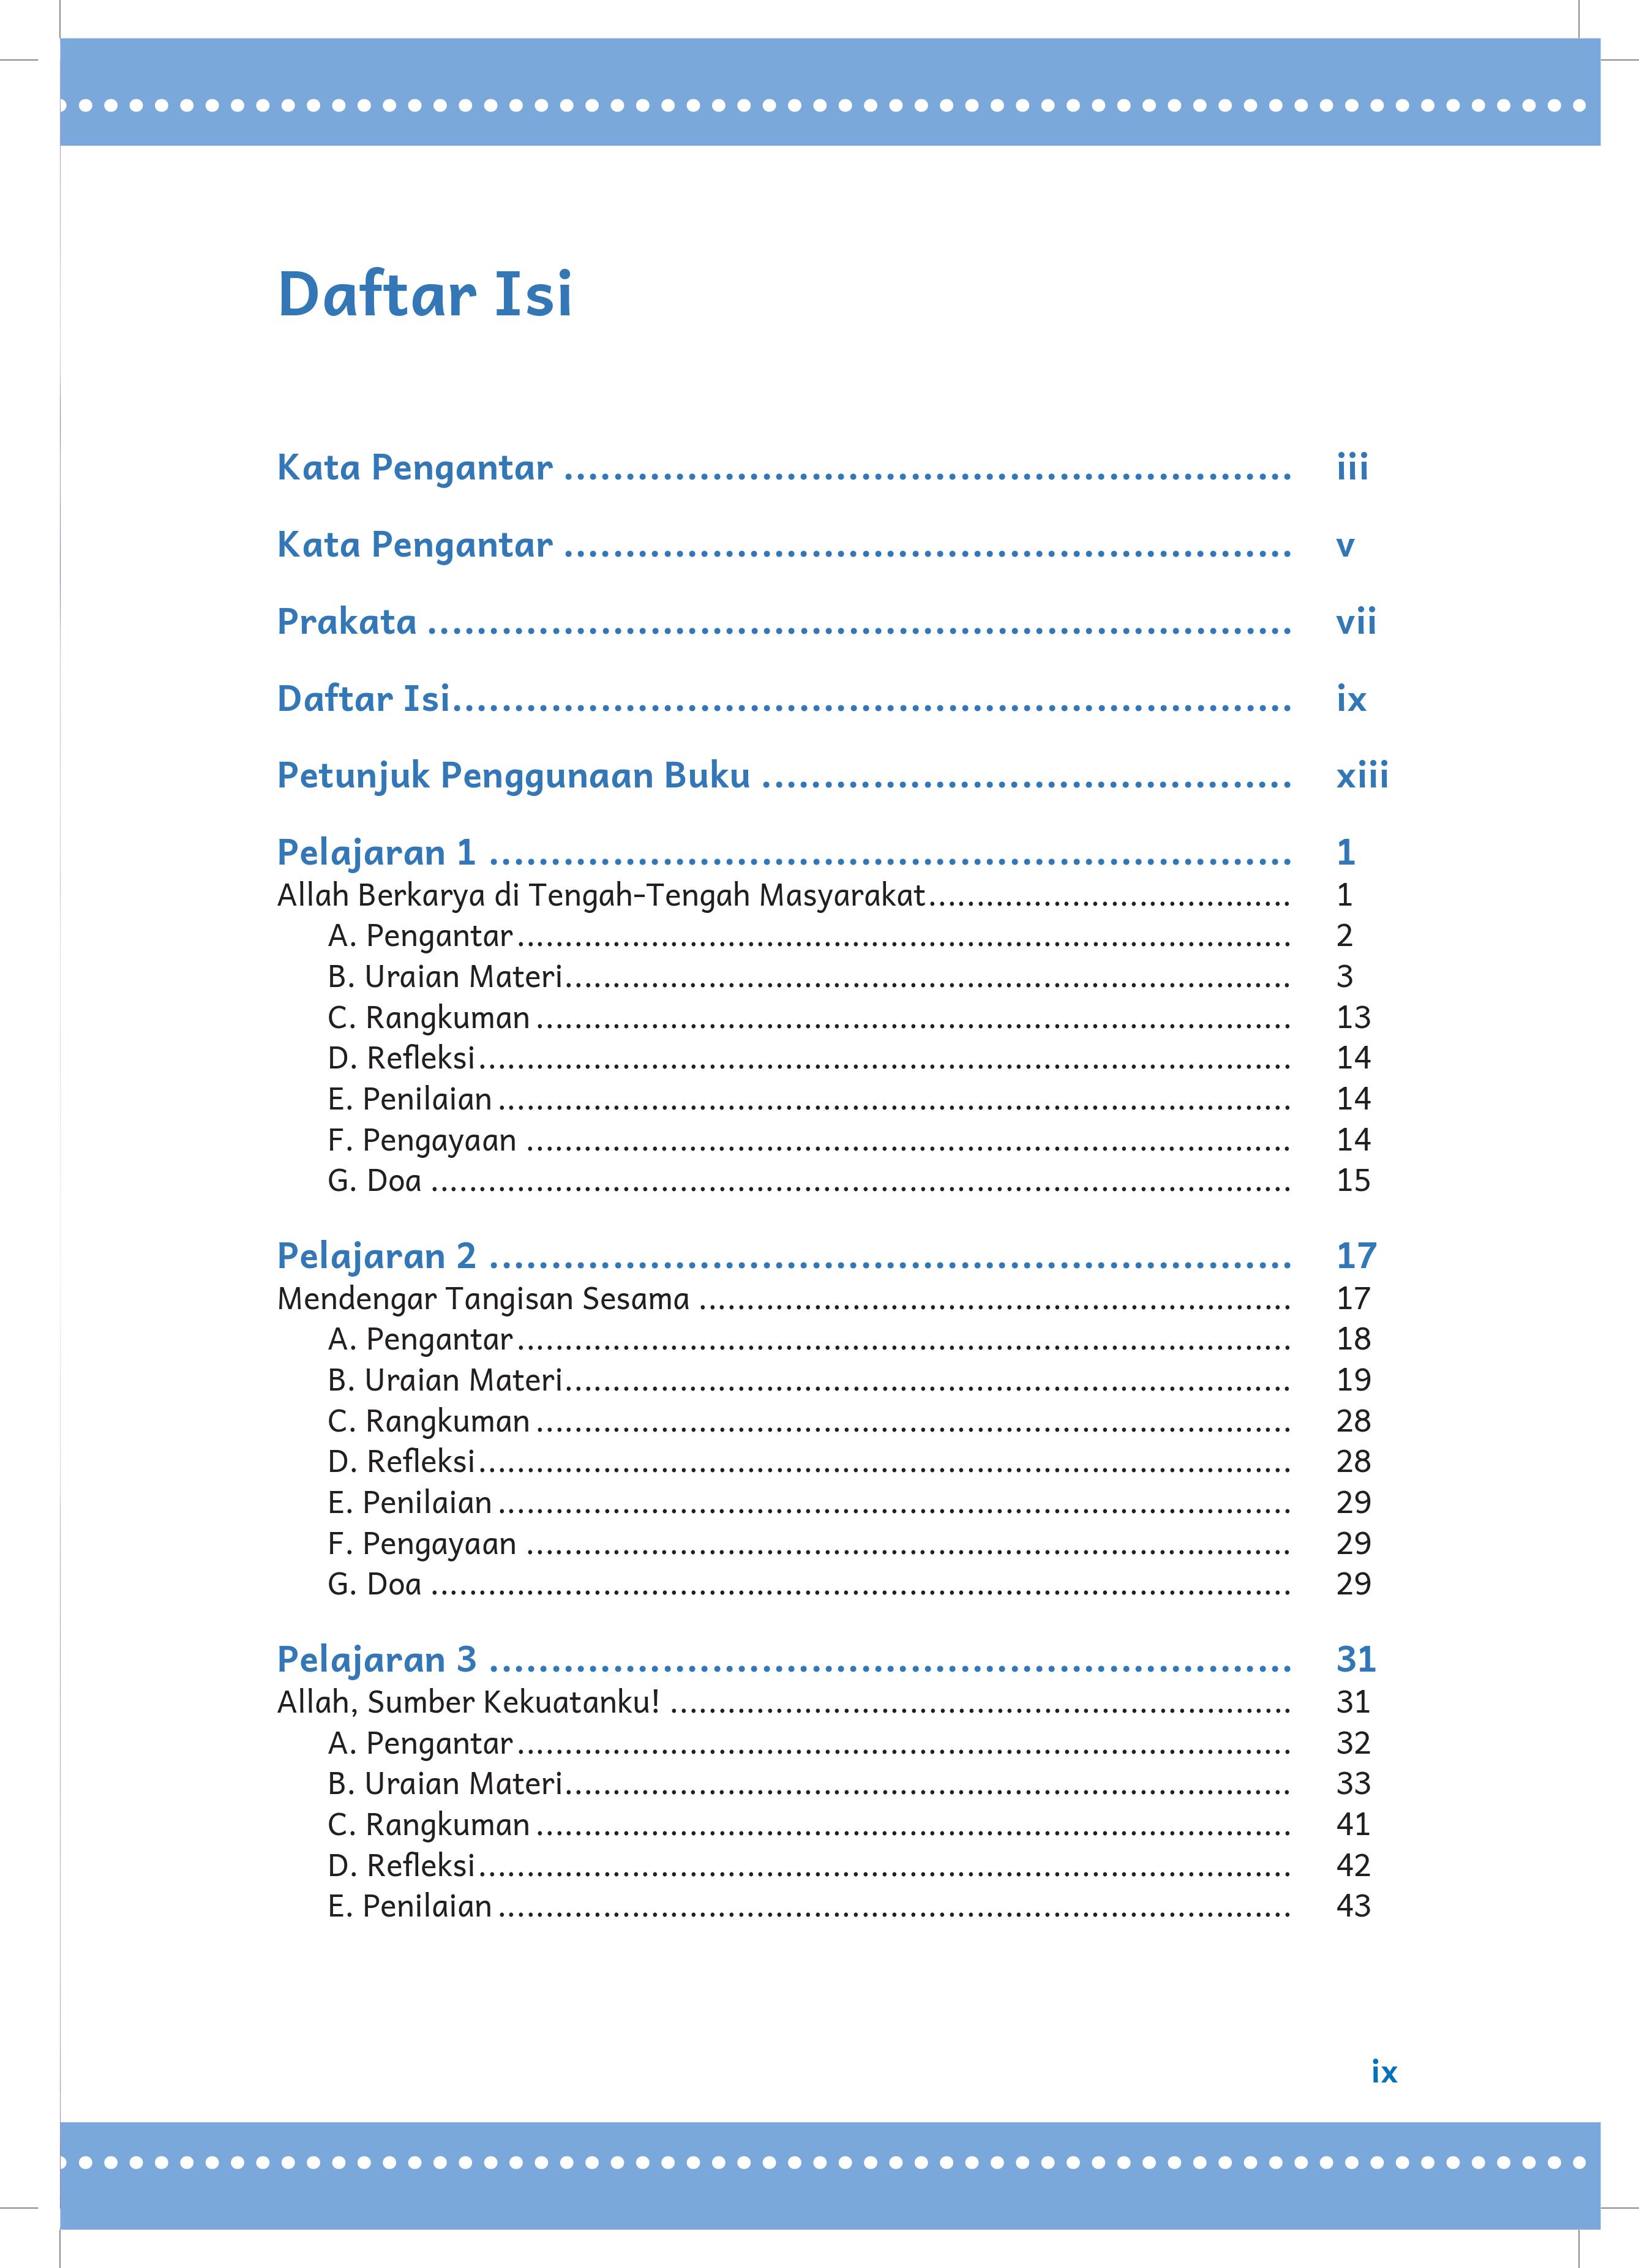 Daftar Isi
Kata Pengantar ........................................................... iii
Kata Pengantar ........................................................... v
Prakata ...................................................................... vii
Daftar Isi.................................................................... ix
Petunjuk Penggunaan Buku ........................................... xiii
Pelajaran 1 ................................................................. 1
Allah Berkarya di Tengah-Tengah Masyarakat..................................... 1
A. Pengantar............................................................................... 2
B. Uraian Materi.......................................................................... 3
C. Rangkuman ............................................................................. 13
D. Refleksi................................................................................... 14
E. Penilaian ................................................................................. 14
F. Pengayaan .............................................................................. 14
G. Doa ........................................................................................ 15
Pelajaran 2 ................................................................. 17
Mendengar Tangisan Sesama ............................................................. 17
A. Pengantar............................................................................... 18
B. Uraian Materi.......................................................................... 19
C. Rangkuman ............................................................................. 28
D. Refleksi................................................................................... 28
E. Penilaian ................................................................................. 29
F. Pengayaan .............................................................................. 29
G. Doa ........................................................................................ 29
Pelajaran 3 ................................................................. 31
Allah, Sumber Kekuatanku! ................................................................ 31
A. Pengantar............................................................................... 32
B. Uraian Materi.......................................................................... 33
C. Rangkuman ............................................................................. 41
D. Refleksi................................................................................... 42
E. Penilaian ................................................................................. 43
ix